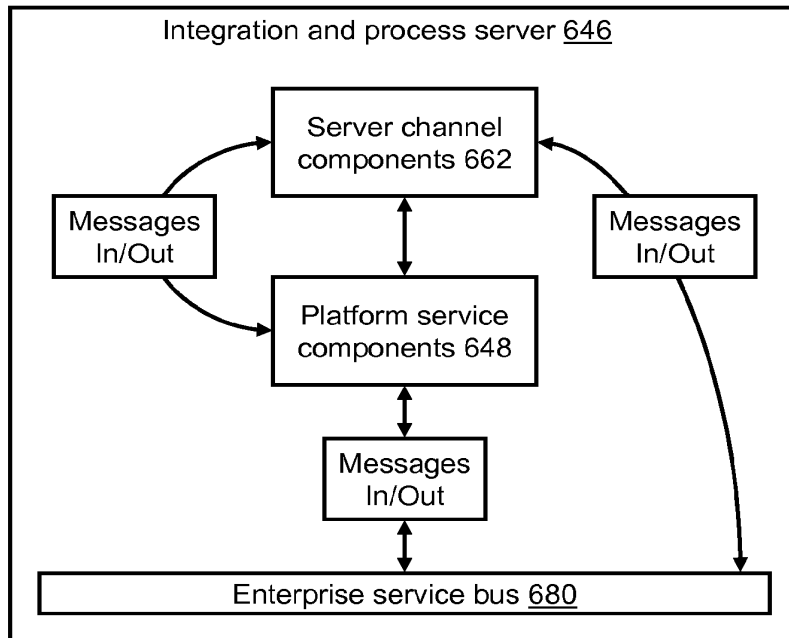 Integration and process server 646
Server channel
components 662
Messages
In/Out
Messages
In/Out
Platform service
components 648
Messages
In/Out
Enterprise service bus 680